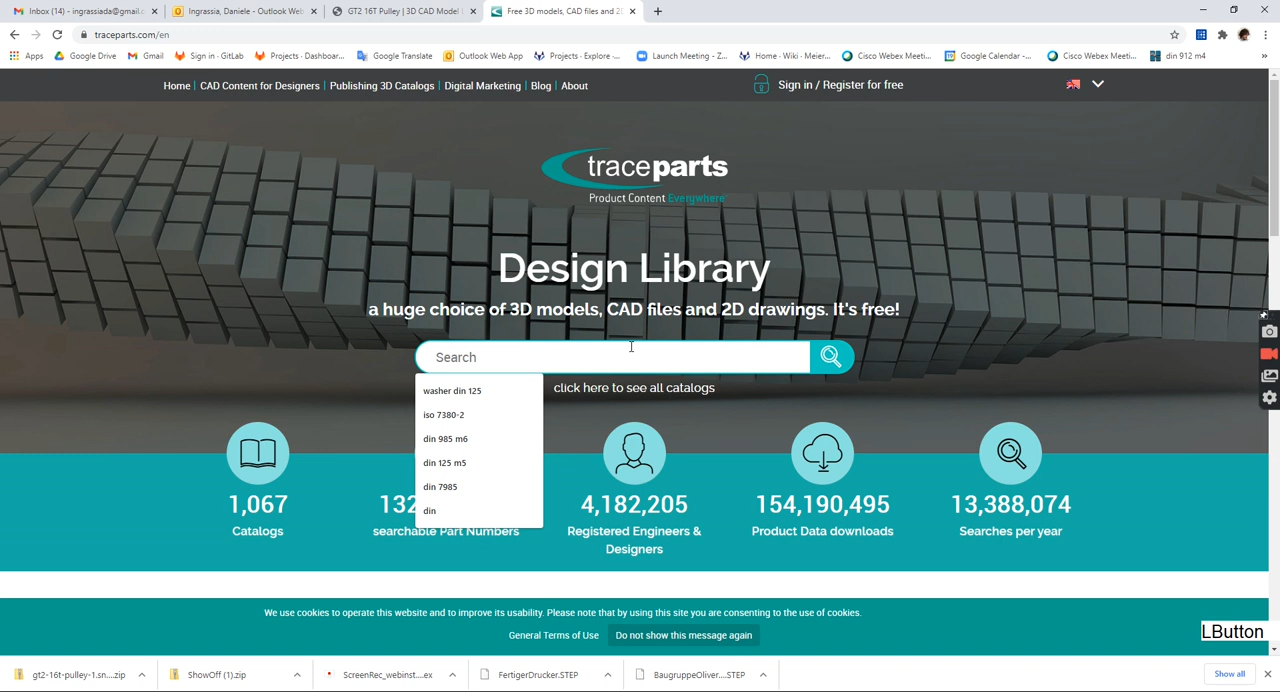 Inbox (14) - ingrassiada@gmail.c
Ingrassia, Daniele - Outlook Web
GT2 16T Pulley | 3D CAD Model
Free 3D models, CAD files and 2D
traceparts.com/en
Apps
Google Drive
Gmail
Sign in · GitLab
Projects · Dashboar...
Google Translate
Outlook Web App
Projects · Explore ·...
Launch Meeting - Z...
Home · Wiki · Meier...
Cisco Webex Meeti...
Google Calendar -...
Cisco Webex Meeti...
din 912 m4
»
Home | CAD Content for Designers | Publishing 3D Catalogs | Digital Marketing | Blog | About
Sign in / Register for free
traceparts
Product Content Everywhere
Design Library
a huge choice of 3D models, CAD files and 2D drawings. It's free!
Search
click here to see all catalogs
washer din 125
iso 7380-2
din 985 m6
din 125 m5
din 7985
din
1,067
132
4,182,205
154,190,495
13,388,074
Catalogs
searchable Part Numbers
Registered Engineers &
Designers
Product Data downloads
Searches per year
We use cookies to operate this website and to improve its usability. Please note that by using this site you are consenting to the use of cookies.
General Terms of Use
Do not show this message again
LButton
gt2-16t-pulley-1.sn....zip
ShowOff (1).zip
ScreenRec_webinst....ex
FertigerDrucker.STEP
BaugruppeOliver....STEP
Show all